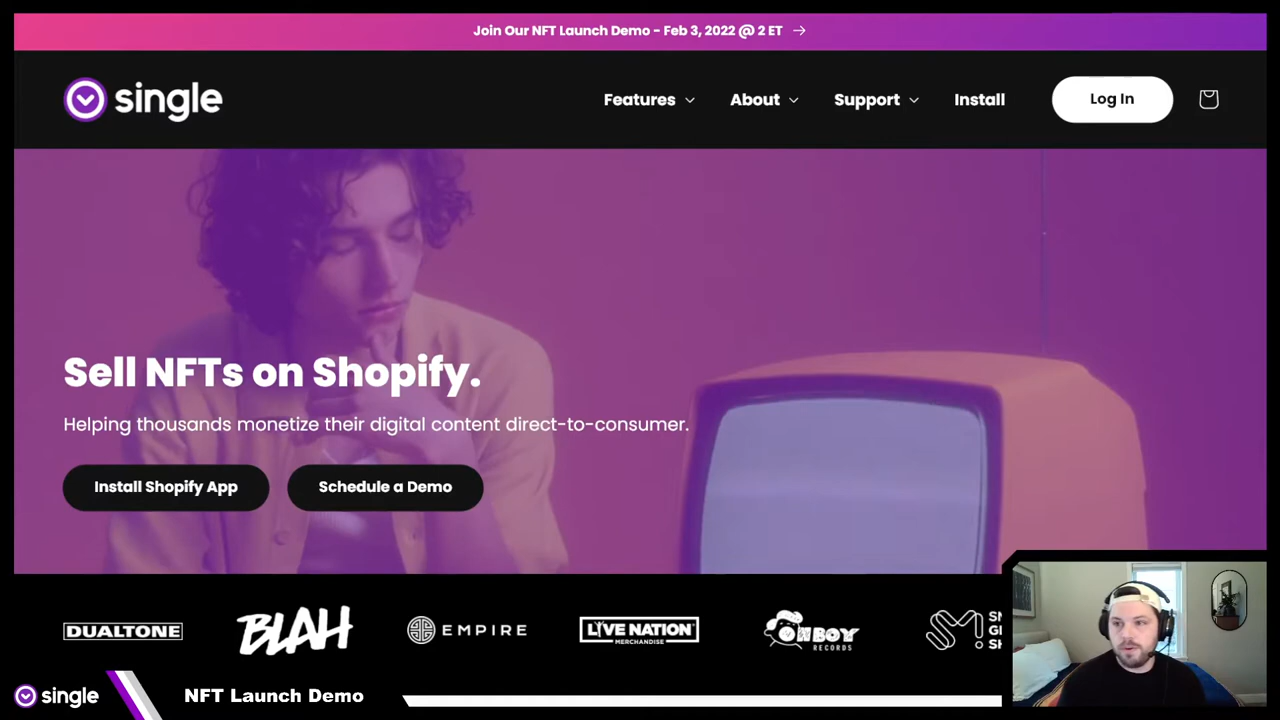 Join Our NFT Launch Demo - Feb 3, 2022 @ 2 ET →
single
Features
About
Support
Install
Log In
Sell NFTs on Shopify.
Helping thousands monetize their digital content direct-to-consumer.
Install Shopify App
Schedule a Demo
DUALTONE
BLAH
EMPIRE
LIVE NATION
MERCHANDISE
RECORDS
single
NFT Launch Demo